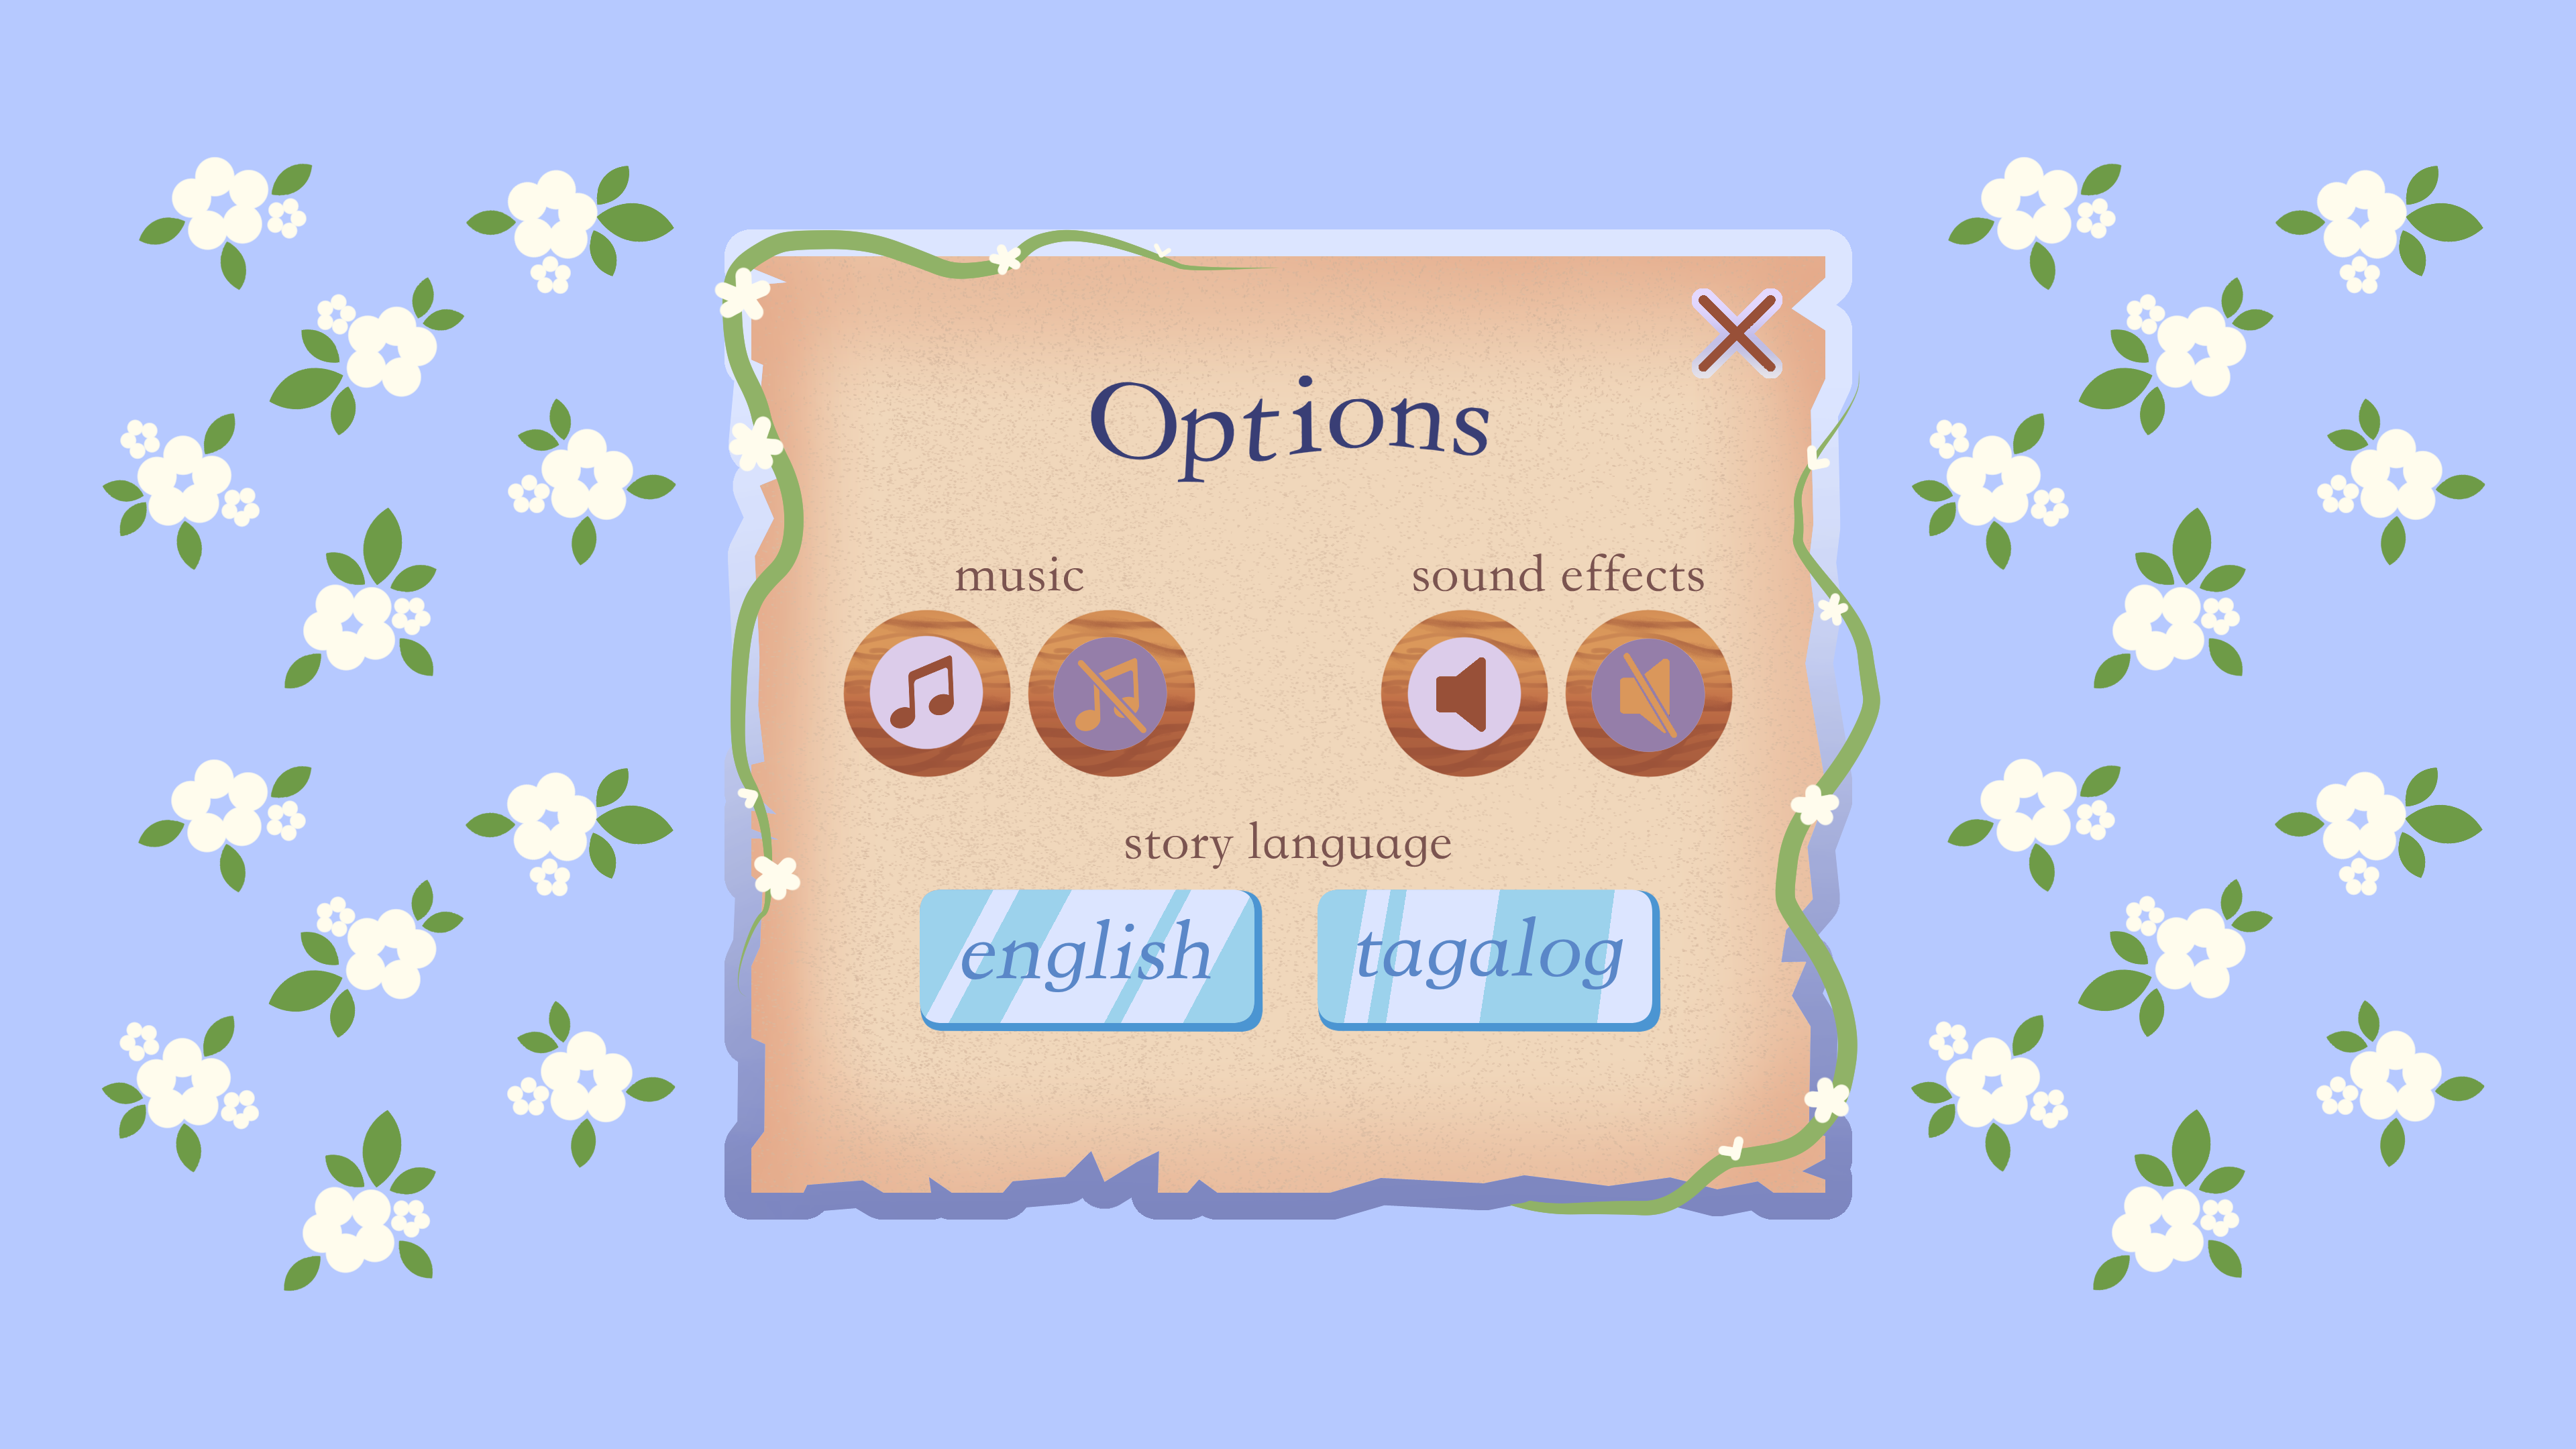 Options
music
sound effects
story language
english
tagalog